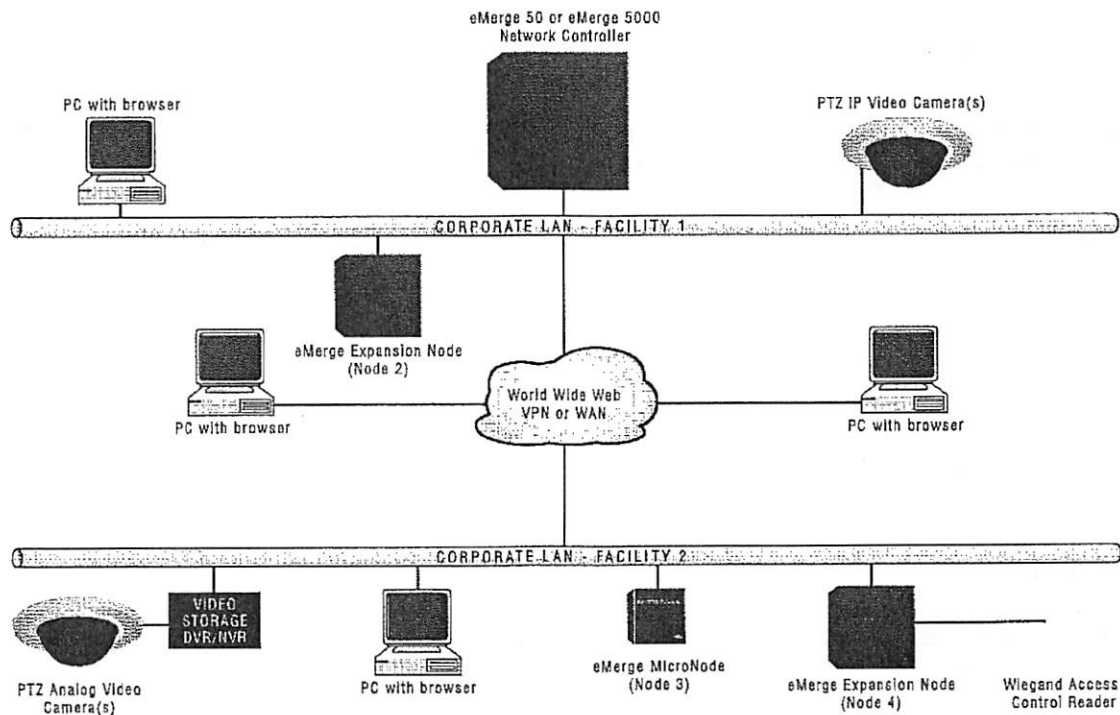 eMerge 50 or eMerge 5000
Network Controller
PC with browser
PTZ IP Video Camera(s)
CORPORATE LAN - FACILITY 1
eMerge Expansion Node
(Node 2)
World Wide Web
VPN or WAN
PC with browser
PC with browser
CORPORATE LAN - FACILITY 2
VIDEO
STORAGE
DVR/NVR
PTZ Analog Video
Camera(s)
PC with browser
eMerge MicroNode
(Node 3)
eMerge Expansion Node
(Node 4)
Wiegand Access
Control Reader